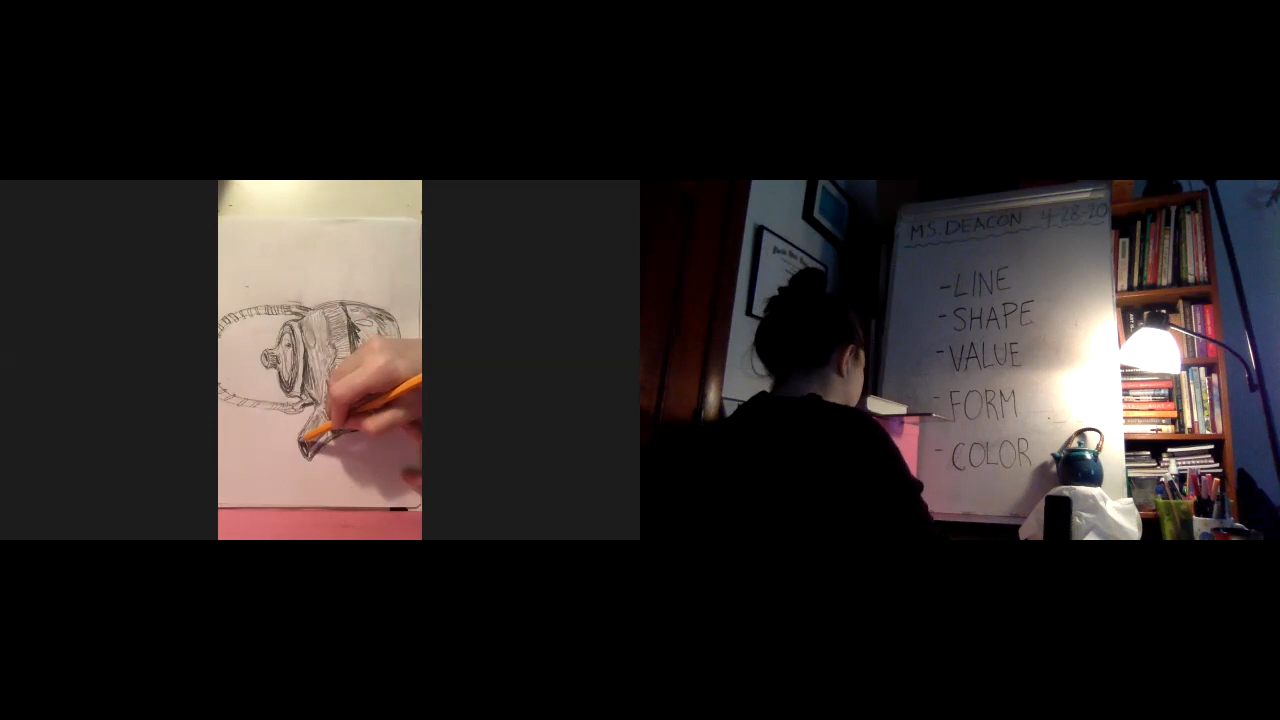 MS. DEACON 4-28-20
-LINE
-SHAPE
-VALUE
-FORM
-COLOR